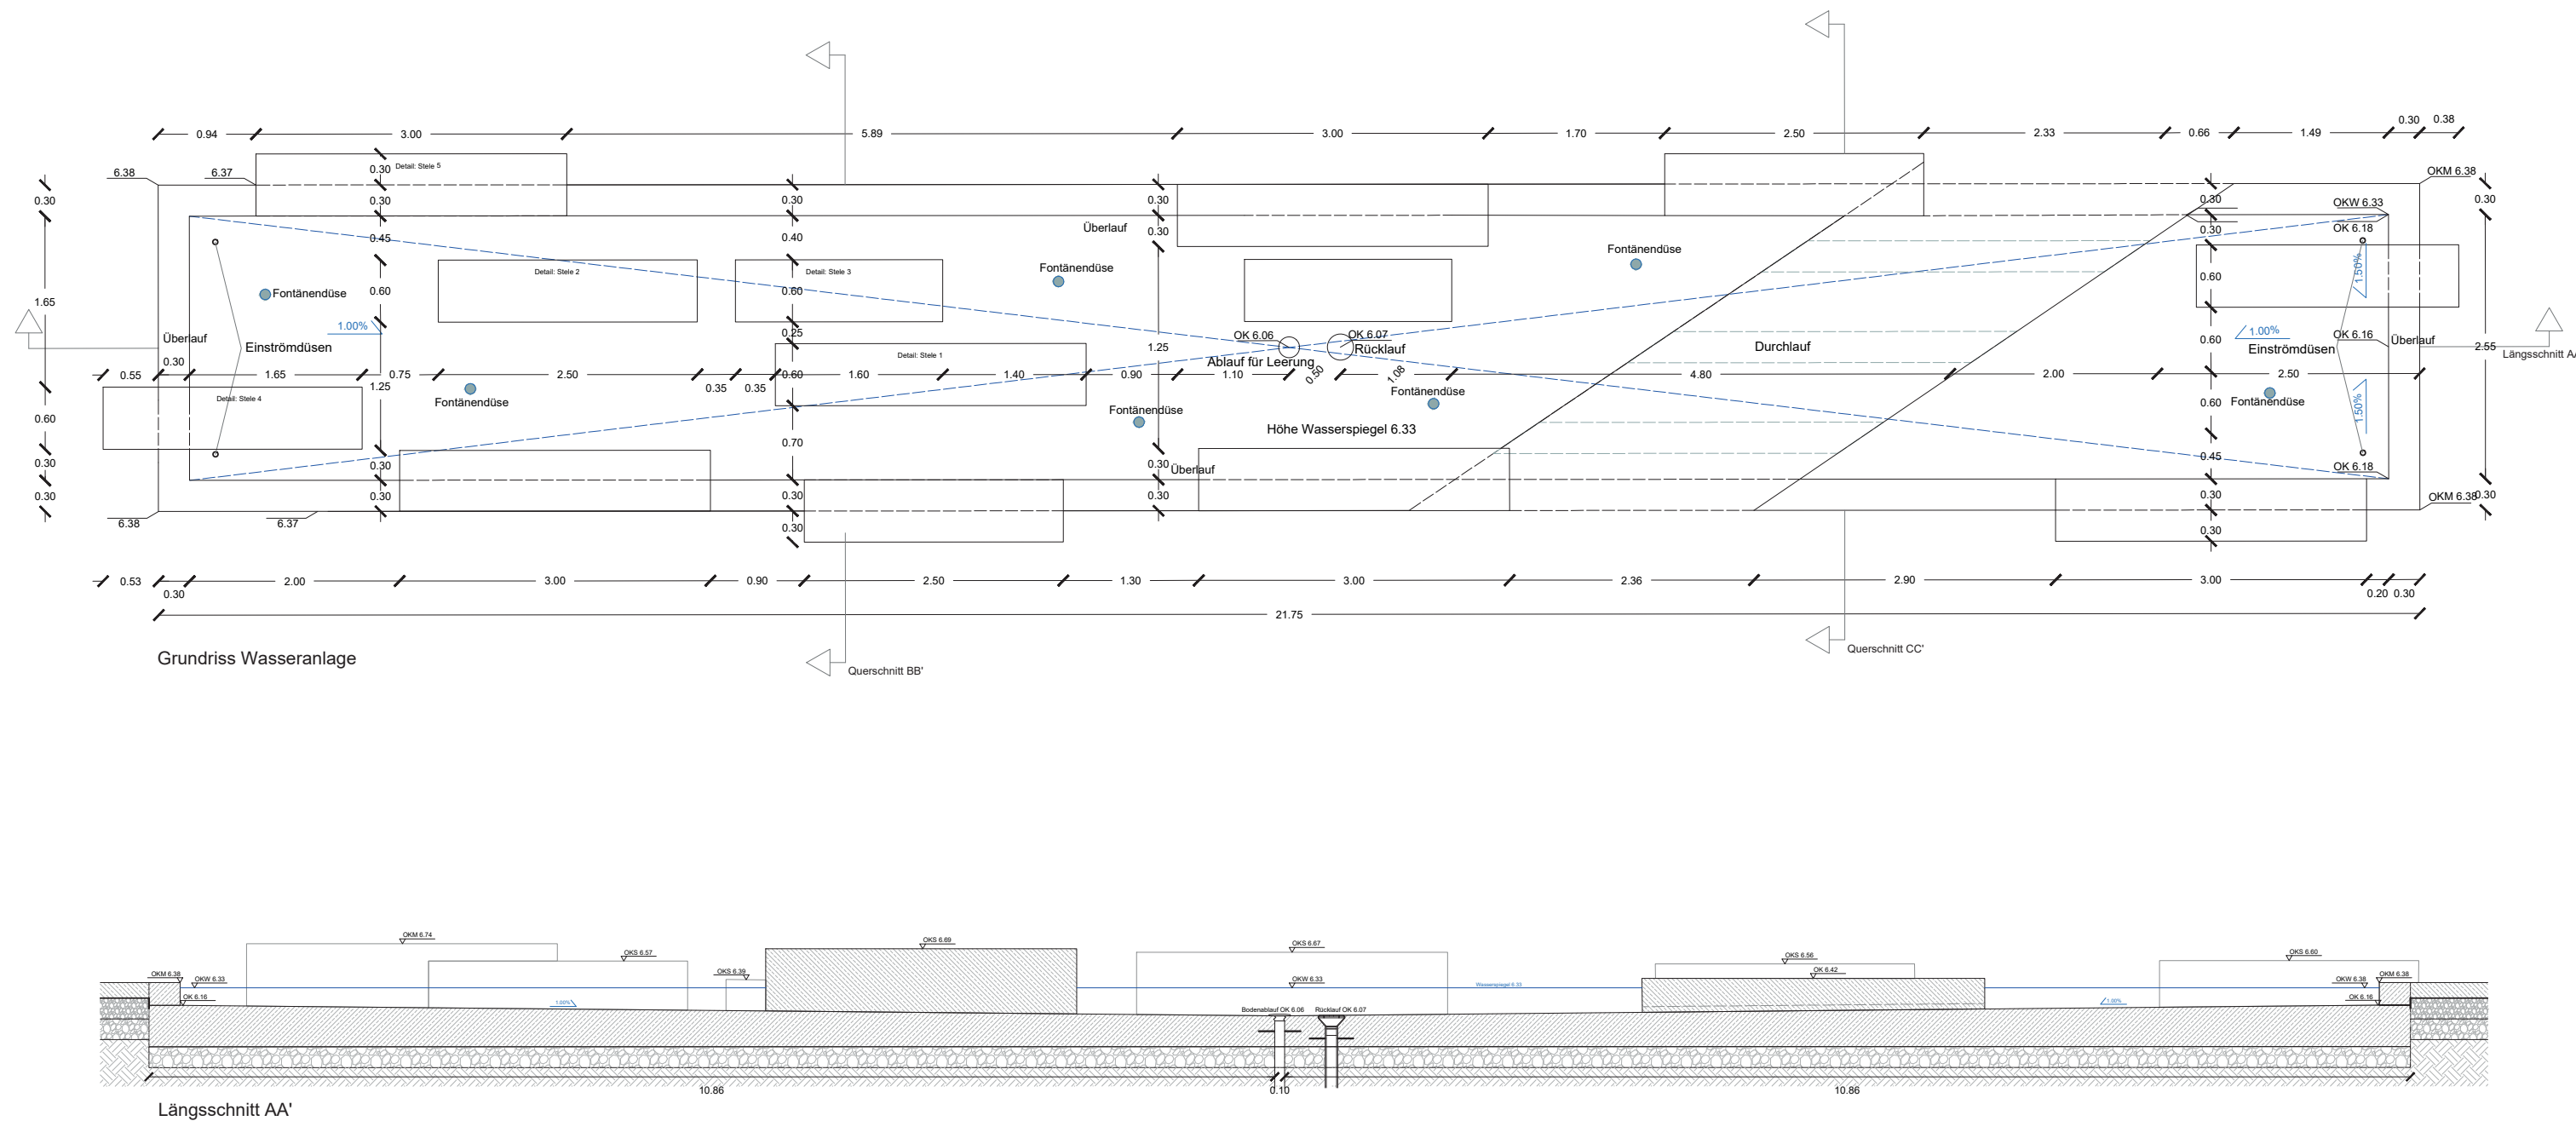 0.94
3.00
5.89
3.00
1.70
2.50
2.33
0.66
1.49
0.30
0.38
6.38
6.37
0.30
Detail: Stele 5
OKM 6.38
0.30
0.30
0.30
0.30
0.30
0.30
OKW 6.33
0.45
0.40
Überlauf
0.30
0.30
OK 6.18
Fontänendüse
Fontänendüse
Detail: Stele 2
Detail: Stele 3
1.65
Fontänendüse
0.60
0.60
0.60
1.50%
1.00%
0.25
OK 6.06
OK 6.07
1.00%
OK 6.16
Überlauf
Einströmdüsen
1.25
Rücklauf
Durchlauf
0.60
Einströmdüsen
Überlauf
2.55
Längsschnitt AA
Detail: Stele 1
Ablauf für Leerung
0.30
0.55
1.65
0.75
2.50
0.35
0.35
0.60
1.60
1.40
0.90
1.10
0.50
1.08
4.80
2.00
2.50
1.25
Detail: Stele 4
Fontänendüse
Fontänendüse
Fontänendüse
0.60
Fontänendüse
1.50%
0.60
0.70
Höhe Wasserspiegel 6.33
0.30
0.30
0.30
Überlauf
0.45
OK 6.18
0.30
0.30
0.30
0.30
0.30
OKM 6.38
0.30
6.38
6.37
0.30
0.30
0.53
0.30
2.00
3.00
0.90
2.50
1.30
3.00
2.36
2.90
3.00
0.20
0.30
21.75
Grundriss Wasseranlage
Querschnitt BB'
Querschnitt CC'
OKM 6.74
OKS 6.57
OKS 6.69
OKS 6.67
OKS 6.56
OKS 6.60
OKM 6.38
OKW 6.33
OKS 6.39
OKW 6.33
OK 6.42
OKW 6.38
OKM 6.38
Wasserspiegel 6.33
OK 6.16
1.00%
1.00%
OK 6.16
Bodenablauf OK 6.06
Rücklauf OK 6.07
10.86
0.10
10.86
Längsschnitt AA'